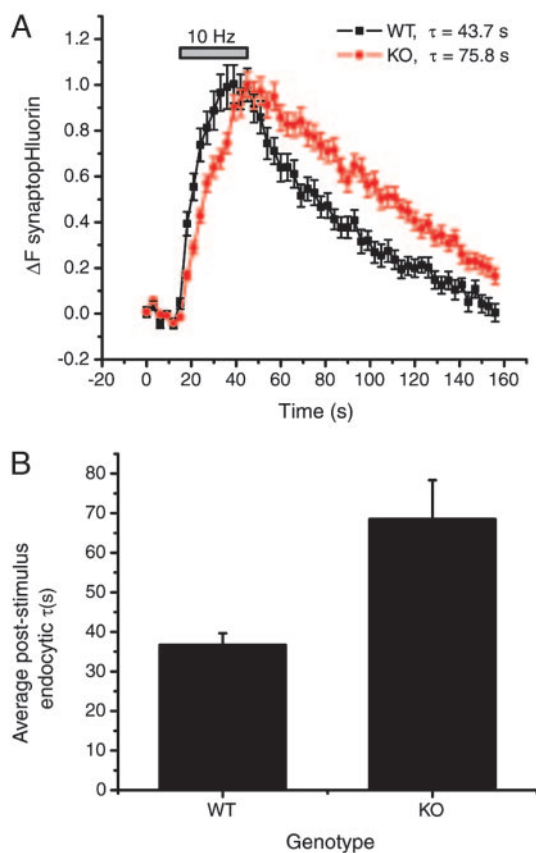 A
10 Hz
WT, τ = 43.7 s
KO, τ = 75.8 s
ΔF synaptopHluorin
1.2
1.0
0.8
0.6
0.4
0.2
0.0
-0.2
-20 0 20 40 60 80 100 120 140 160
Time (s)
B
Average post-stimulus
endocytic τ(s)
80
70
60
50
40
30
20
10
0
WT KO
Genotype